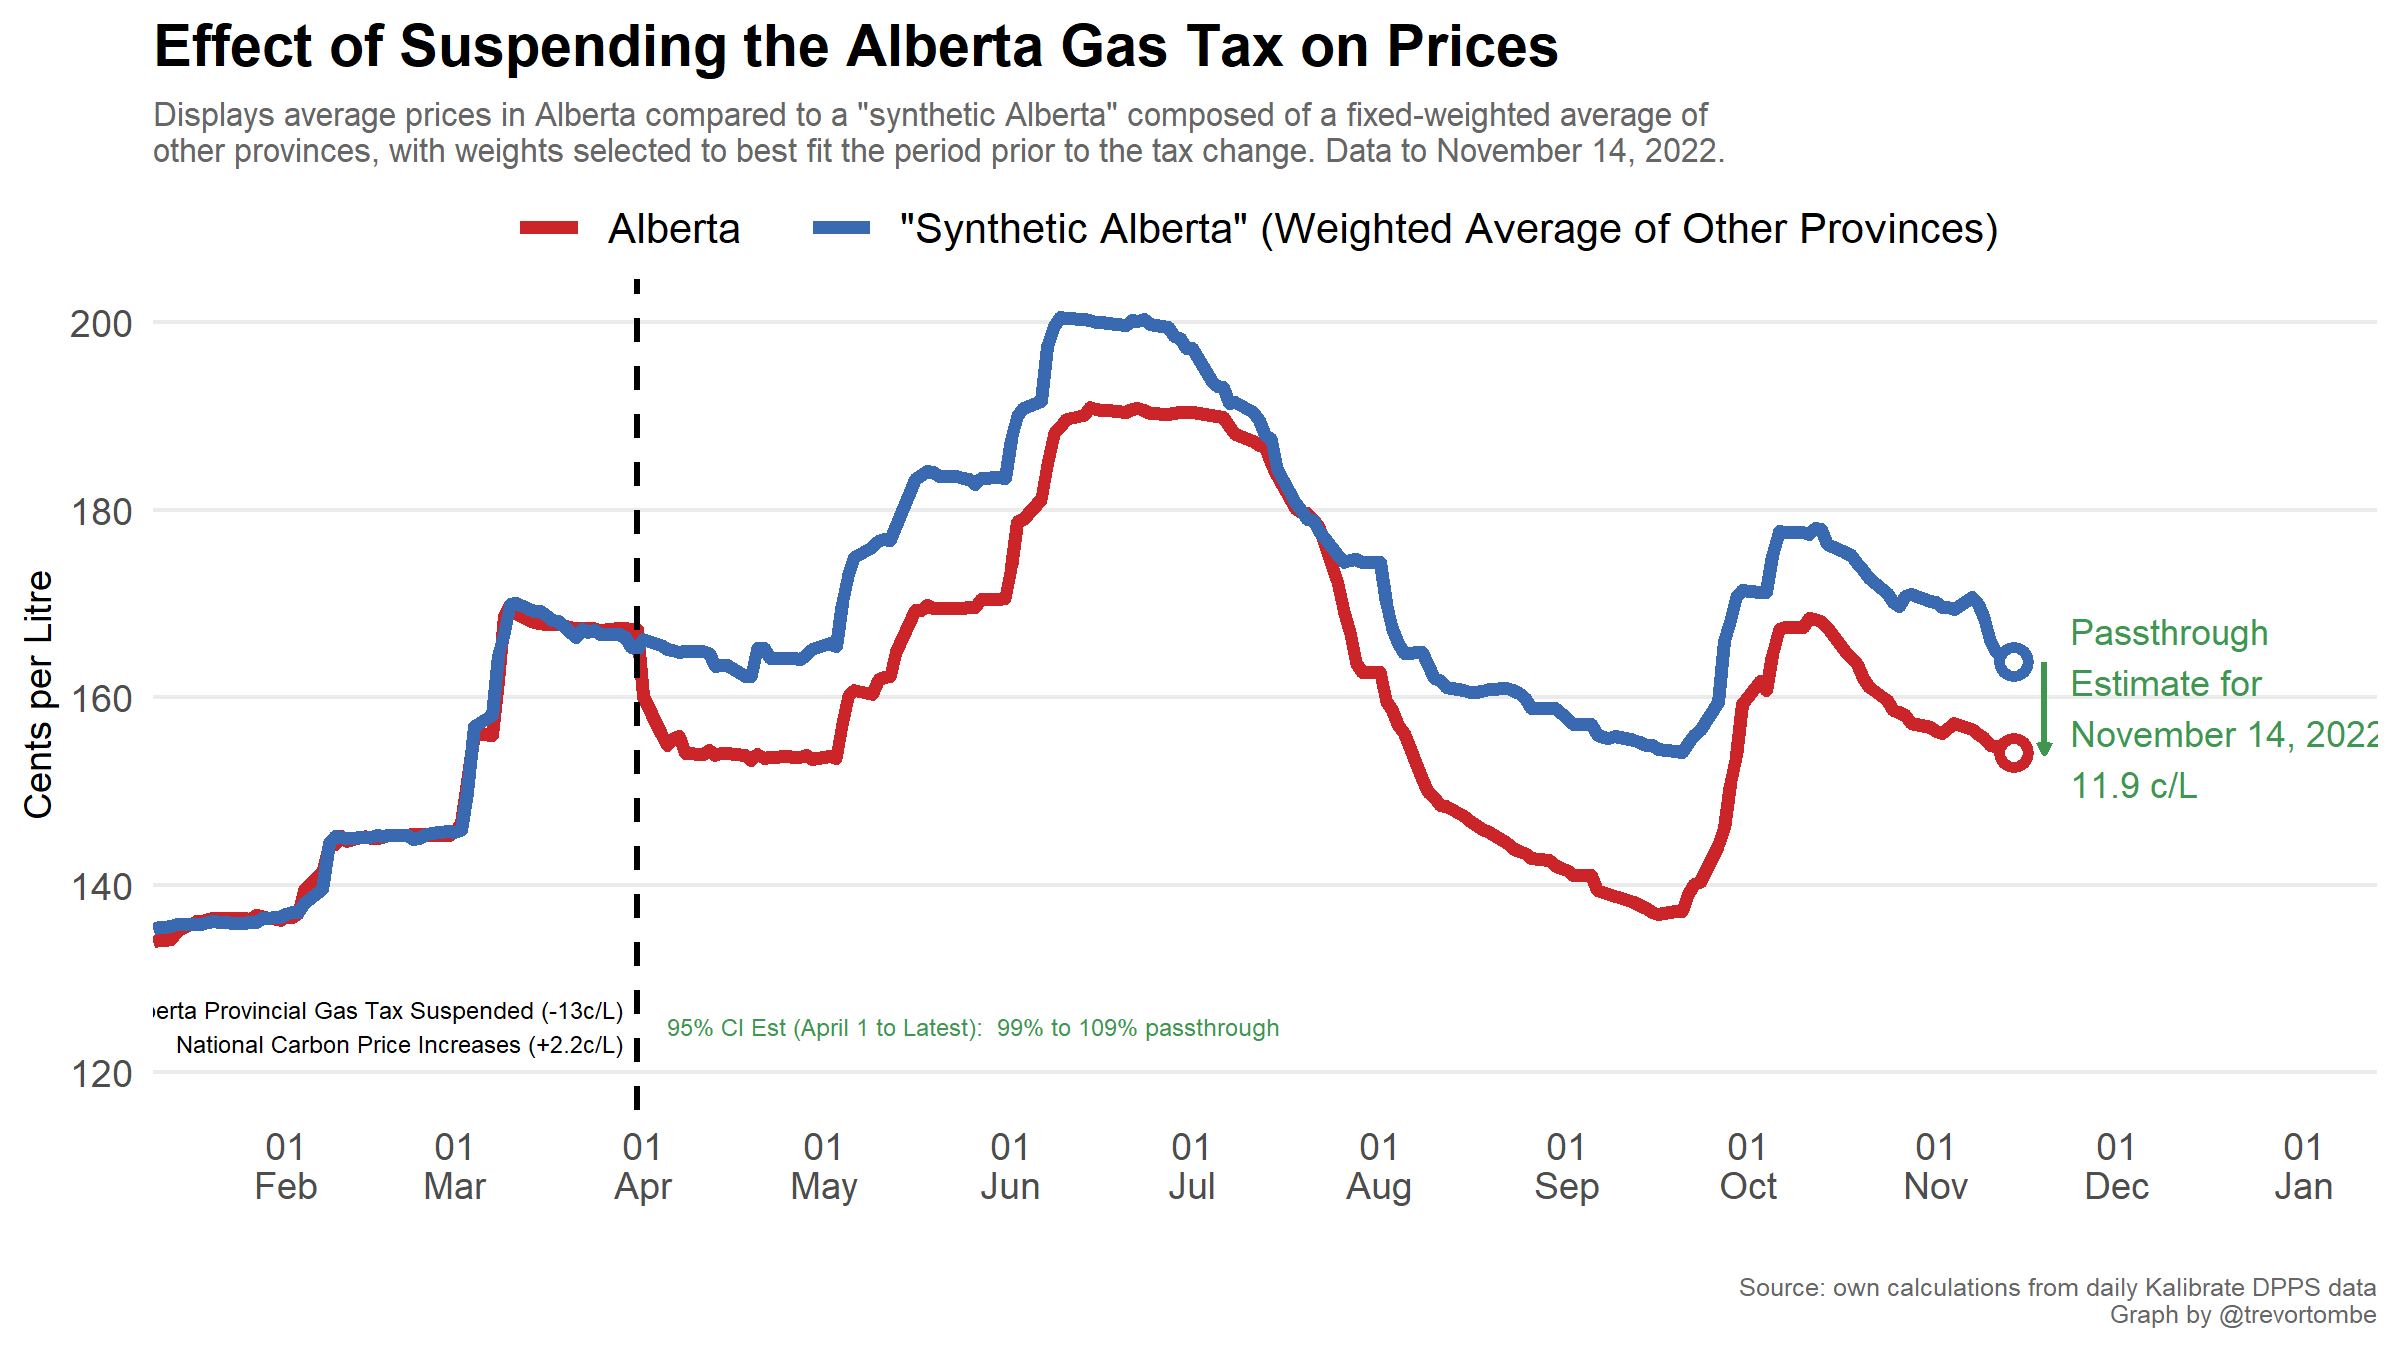 Effect of Suspending the Alberta Gas Tax on Prices
Displays average prices in Alberta compared to a "synthetic Alberta" composed of a fixed-weighted average of
other provinces, with weights selected to best fit the period prior to the tax change. Data to November 14, 2022.
Alberta
"Synthetic Alberta" (Weighted Average of Other Provinces)
Cents per Litre
200
180
160
140
120
Passthrough
Estimate for
November 14, 2022
11.9 c/L
berta Provincial Gas Tax Suspended (-13c/L)
National Carbon Price Increases (+2.2c/L)
95% CI Est (April 1 to Latest): 99% to 109% passthrough
01 01 01 01 01 01 01 01 01 01 01 01
Feb Mar Apr May Jun Jul Aug Sep Oct Nov Dec Jan
Source: own calculations from daily Kalibrate DPPS data
Graph by @trevortombe